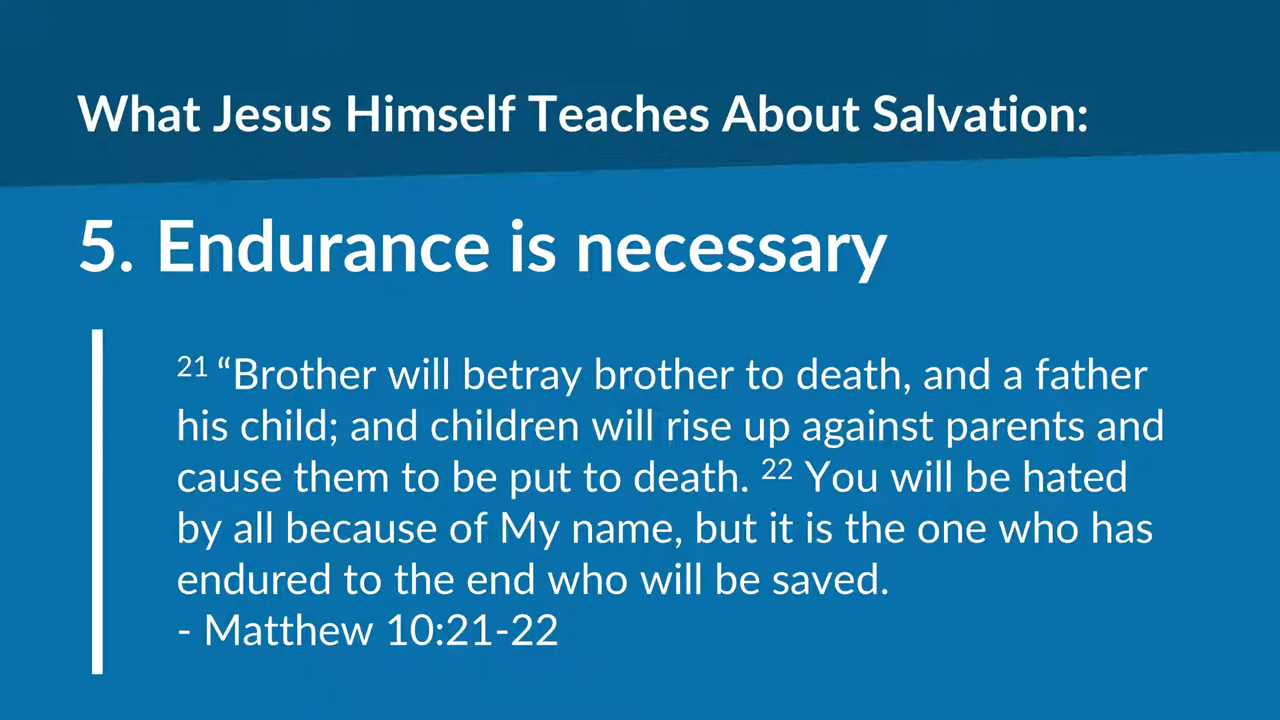 What Jesus Himself Teaches About Salvation:
5. Endurance is necessary
21 “Brother will betray brother to death, and a father
his child; and children will rise up against parents and
cause them to be put to death. 22 You will be hated
by all because of My name, but it is the one who has
endured to the end who will be saved.
- Matthew 10:21-22